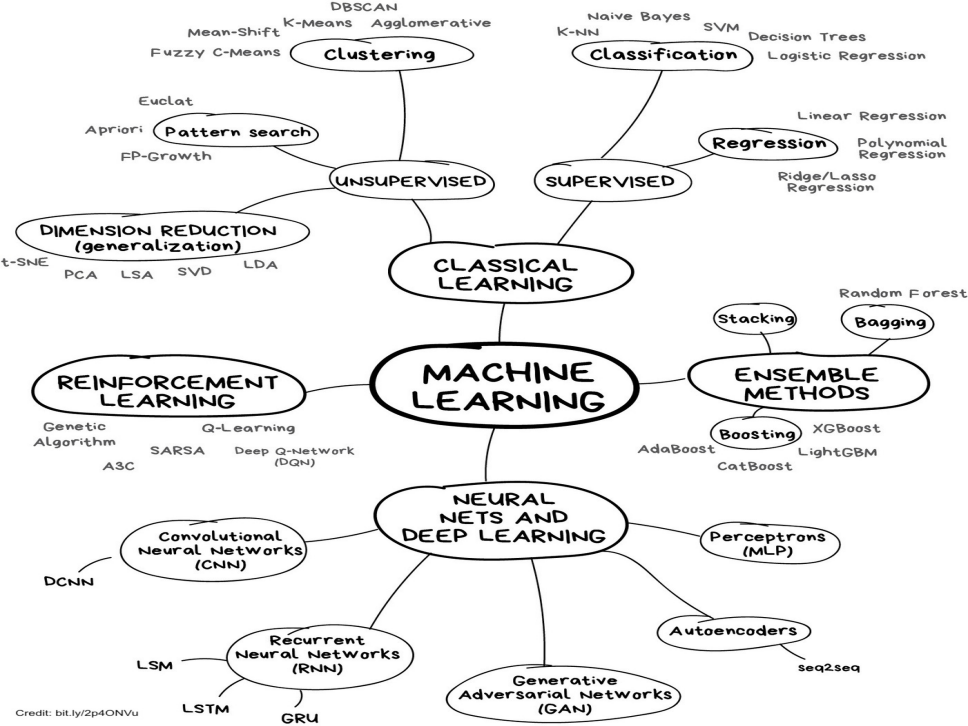 DBSCAN
K-Means
Agglomerative
Mean-Shift
Fuzzy C-Means
Clustering
Naive Bayes
K-NN
SVM
Decision Trees
Logistic Regression
Classification
Euclat
Apriori
FP-Growth
Pattern search
Linear Regression
Polynomial
Regression
Ridge/Lasso
Regression
Regression
UNSUPERVISED
SUPERVISED
DIMENSION REDUCTION
(generalization)
t-SNE
PCA
LSA
SVD
LDA
CLASSICAL
LEARNING
Random Forest
Stacking
Bagging
MACHINE
LEARNING
REINFORCEMENT
LEARNING
Genetic
Algorithm
Q-Learning
SARSA
A3C
Deep Q-Network
(DQN)
ENSEMBLE
METHODS
Boosting
XGBoost
AdaBoost
LightGBM
CatBoost
NEURAL
NETS AND
DEEP LEARNING
Convolutional
Neural Networks
(CNN)
DCNN
Perceptrons
(MLP)
Autoencoders
seq2seq
Recurrent
Neural Networks
(RNN)
LSM
LSTM
GRU
Generative
Adversarial Networks
(GAN)
Credit: bit.ly/2p4ONVu